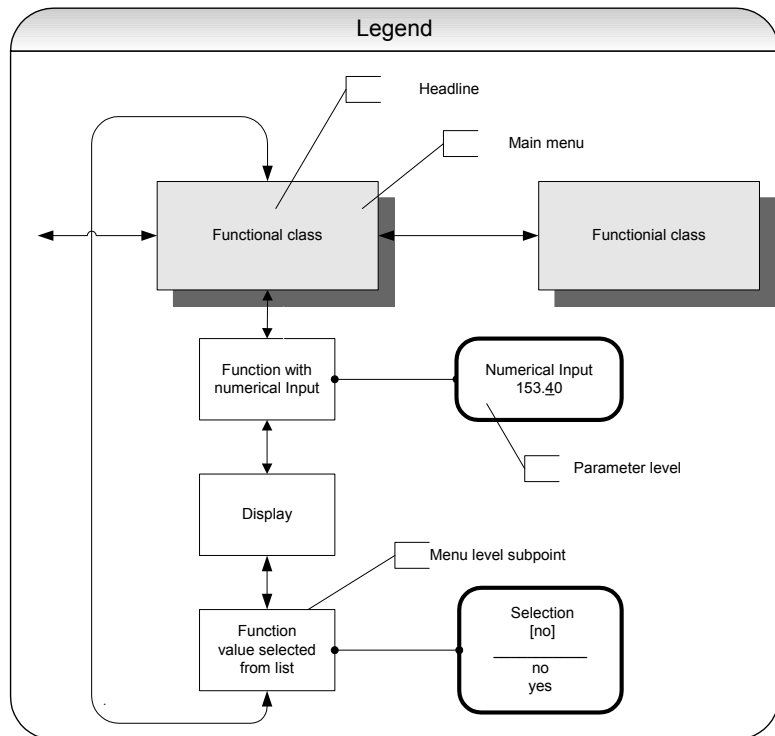 Legend
Headline
Main menu
Functional class
Functionial class
Function with
numerical Input
Numerical Input
153.40
Parameter level
Display
Menu level subpoint
Function
value selected
from list
Selection
[no]
no
yes